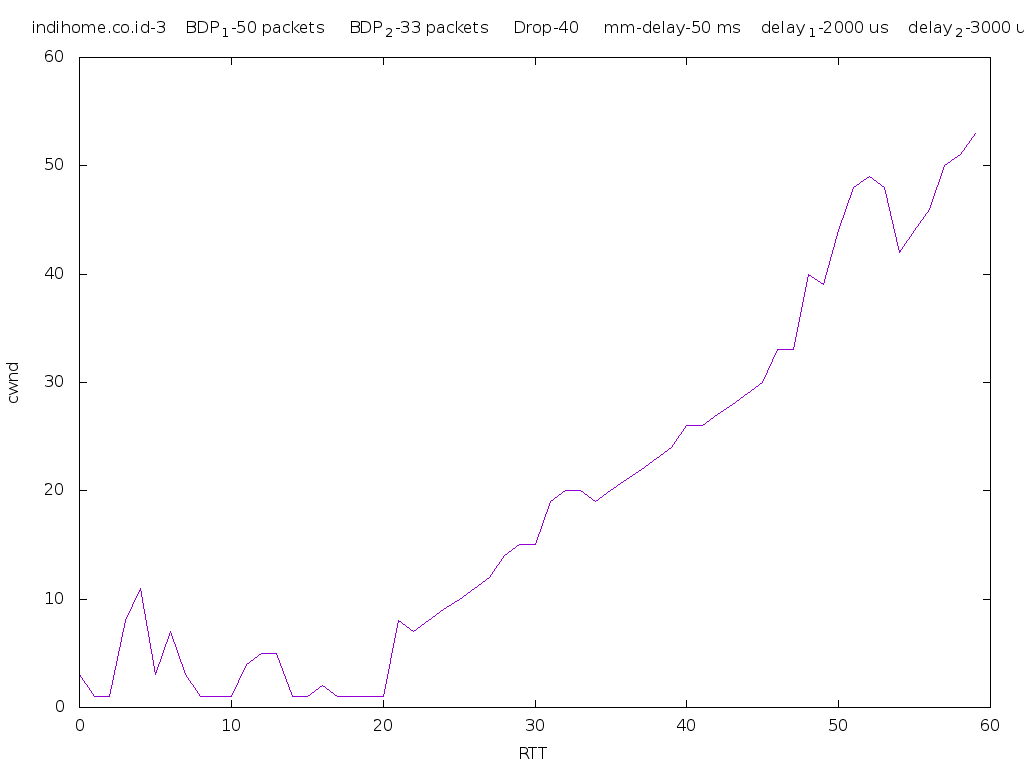 indihome.co.id-3 BDP1-50 packets BDP2-33 packets Drop-40 mm-delay-50 ms delay1-2000 us delay2-3000 u
60
50
40
30
20
10
0
cwnd
0 10 20 30 40 50 60
RTT